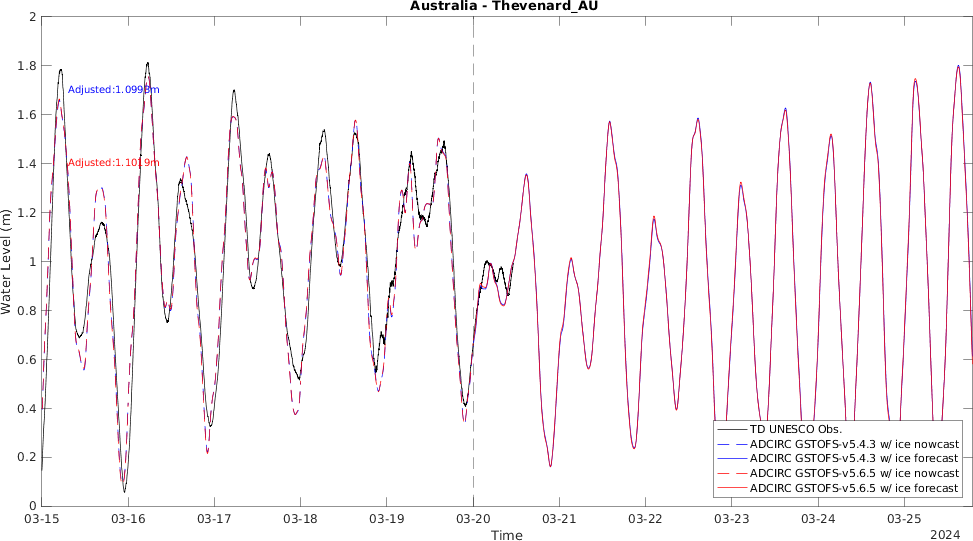 Australia - Thevenard_AU
Water Level (m)
2
1.8
1.6
1.4
1.2
1
0.8
0.6
0.4
0.2
0
Adjusted:1.0993m
Adjusted:1.1019m
TD UNESCO Obs.
ADCIRC GSTOFS-v5.4.3 w/ ice nowcast
ADCIRC GSTOFS-v5.4.3 w/ ice forecast
ADCIRC GSTOFS-v5.6.5 w/ ice nowcast
ADCIRC GSTOFS-v5.6.5 w/ ice forecast
03-15 03-16 03-17 03-18 03-19 03-20 03-21 03-22 03-23 03-24 03-25
Time
2024